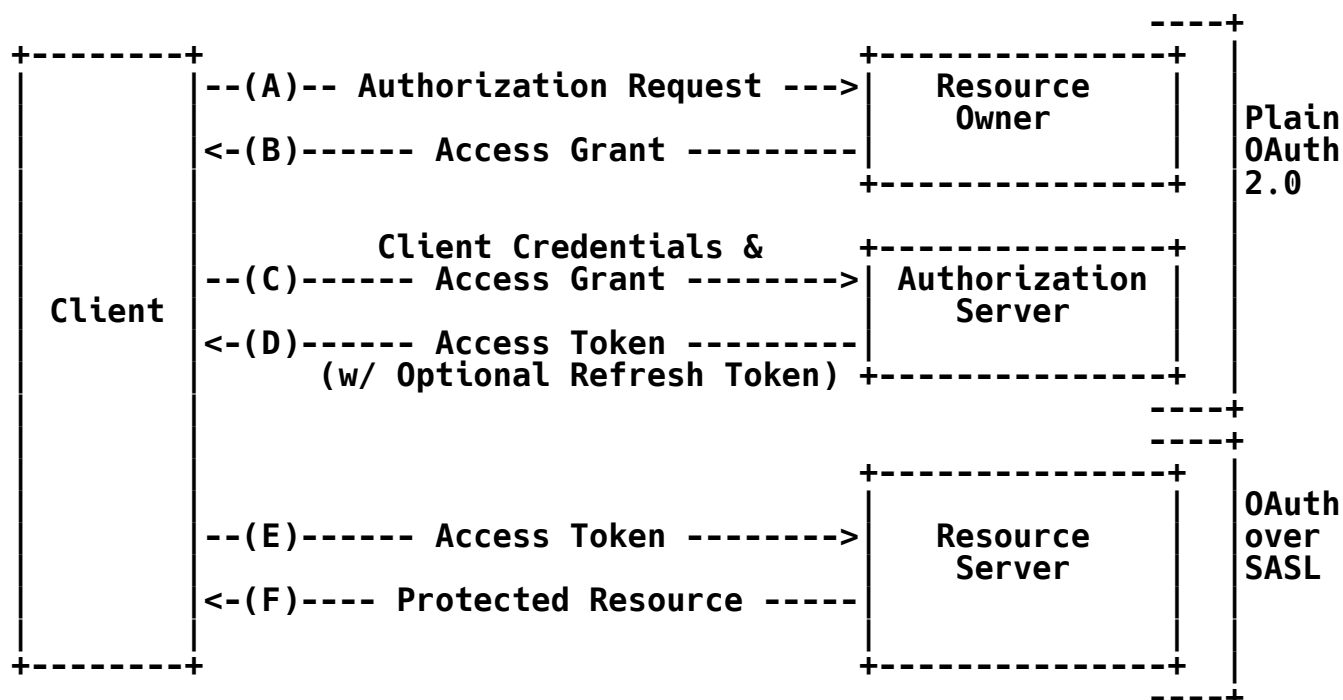 ----+
+--------+                                  +---------------+  |
|        |--(A)-- Authorization Request --->|   Resource    |  |
|        |                                  |     Owner     |  |Plain
|        |<-(B)------ Access Grant ---------|               |  |OAuth
|        |                                  +---------------+  |2.0
|        |                                                     |
|        |         Client Credentials &     +---------------+  |
|        |--(C)------ Access Grant -------->| Authorization |  |
| Client |                                  |    Server     |  |
|        |<-(D)------ Access Token ---------|               |  |
|        |      (w/ Optional Refresh Token) +---------------+  |
|        |                                                 ----+
|        |                                                 ----+
|        |                                  +---------------+  |
|        |                                  |               |  |OAuth
|        |--(E)------ Access Token -------->|   Resource    |  |over
|        |                                  |    Server     |  |SASL
|        |<-(F)---- Protected Resource -----|               |  |
|        |                                  |               |  |
+--------+                                  +---------------+  |
                                                           ----+